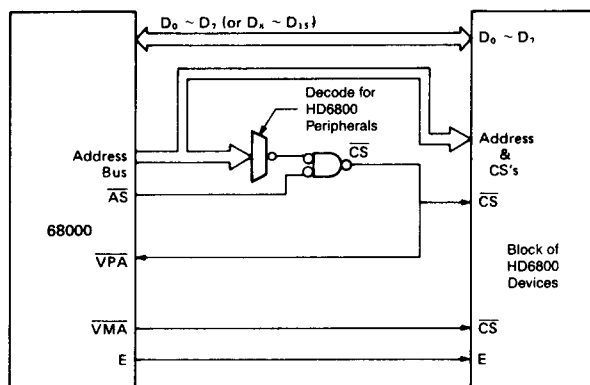 D₀ ~ D₇ (or D₈ ~ D₁₅)
D₀ ~ D₇
Decode for
HD6800
Peripherals
CS
Address
Bus
AS
Address
&
CS's
CS
68000
VPA
Block of
HD6800
Devices
VMA
CS
E
E